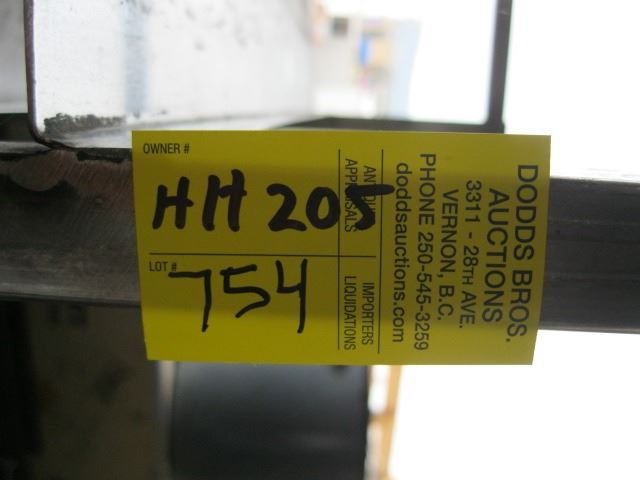 OWNER #
HH 205
LOT #
754
ANTIQUE
APPRAISALS
IMPORTERS
LIQUIDATIONS
DODDS BROS.
AUCTIONS
3311 - 28TH AVE.
VERNON, B.C.
PHONE 250-545-3259
doddsauctions.com